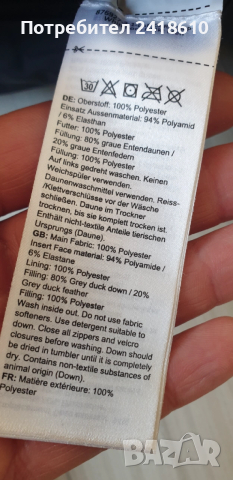 Потребител 2418610
30
DE: Oberstoff: 100% Polyester
Einsatz Aussenmaterial: 94% Polyamid
/ 6% Elasthan
Futter: 100% Polyester
Füllung: 80% graue Entendaunen /
20% graue Entenfedern
Füllung: 100% Polyester
Auf links gedreht waschen. Keinen
Weichspüler verwenden.
Daunenwaschmittel verwenden. Reiss-
/Klettverschlüsse vor der Wäsche
schließen. Daune im Trockner
trocknen, bis sie komplett trocken ist.
Enthält nicht-textile Anteile tierischen
Ursprungs (Daune).
GB: Main Fabric: 100% Polyester
Insert Face material: 94% Polyamide /
6% Elastane
Lining: 100% Polyester
Filling: 80% Grey duck down / 20%
Grey duck feather
Filling: 100% Polyester
Wash inside out. Do not use fabric
softeners. Use detergent suitable to
down. Close all zippers and velcro
closures before washing. Down should
be dried in tumbler until it is completely
dry. Contains non-textile substances of
animal origin (Down).
FR: Matière extérieure: 100%
Polyester
bazar.bg